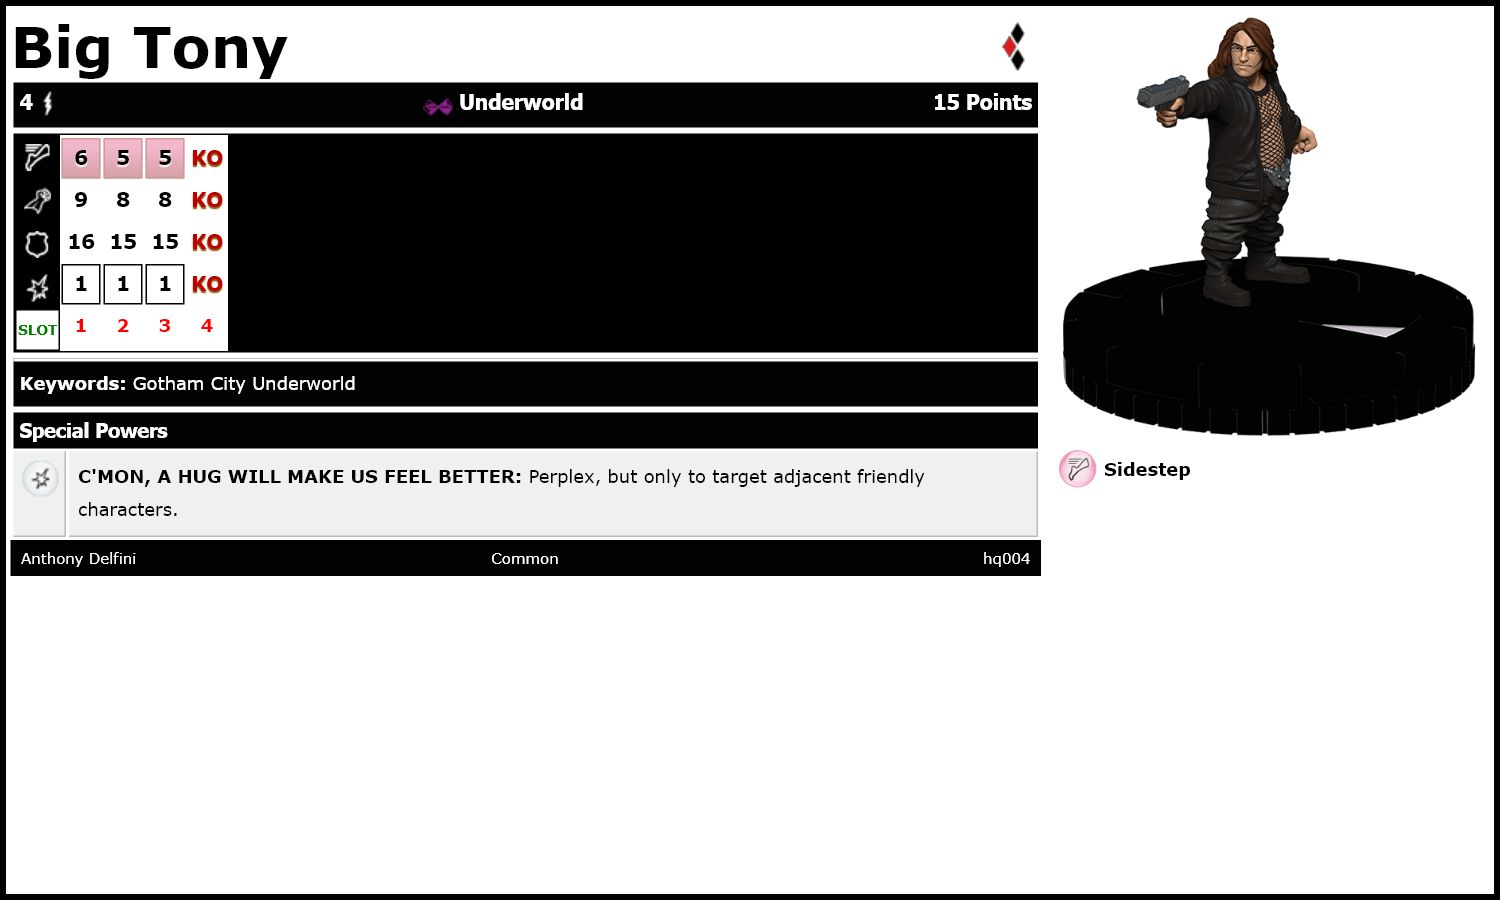 Big Tony
4 Underworld 15 Points
6 5 5 KO
9 8 8 KO
16 15 15 KO
1 1 1 KO
SLOT 1 2 3 4
Keywords: Gotham City Underworld
Special Powers
C'MON, A HUG WILL MAKE US FEEL BETTER: Perplex, but only to target adjacent friendly
characters.
Anthony Delfini Common hq004
Sidestep